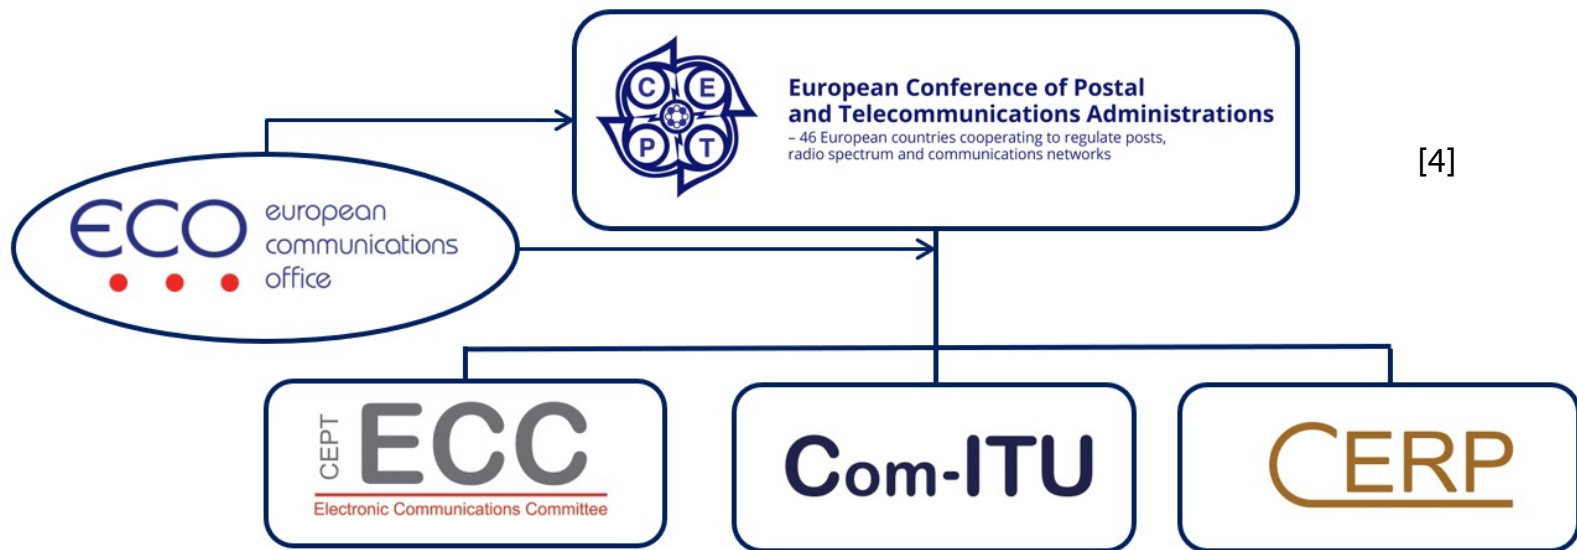 C E
P T
European Conference of Postal
and Telecommunications Administrations
– 46 European countries cooperating to regulate posts,
radio spectrum and communications networks
[4]
ECO
european
communications
office
CEPT
ECC
Electronic Communications Committee
Com-ITU
CERP